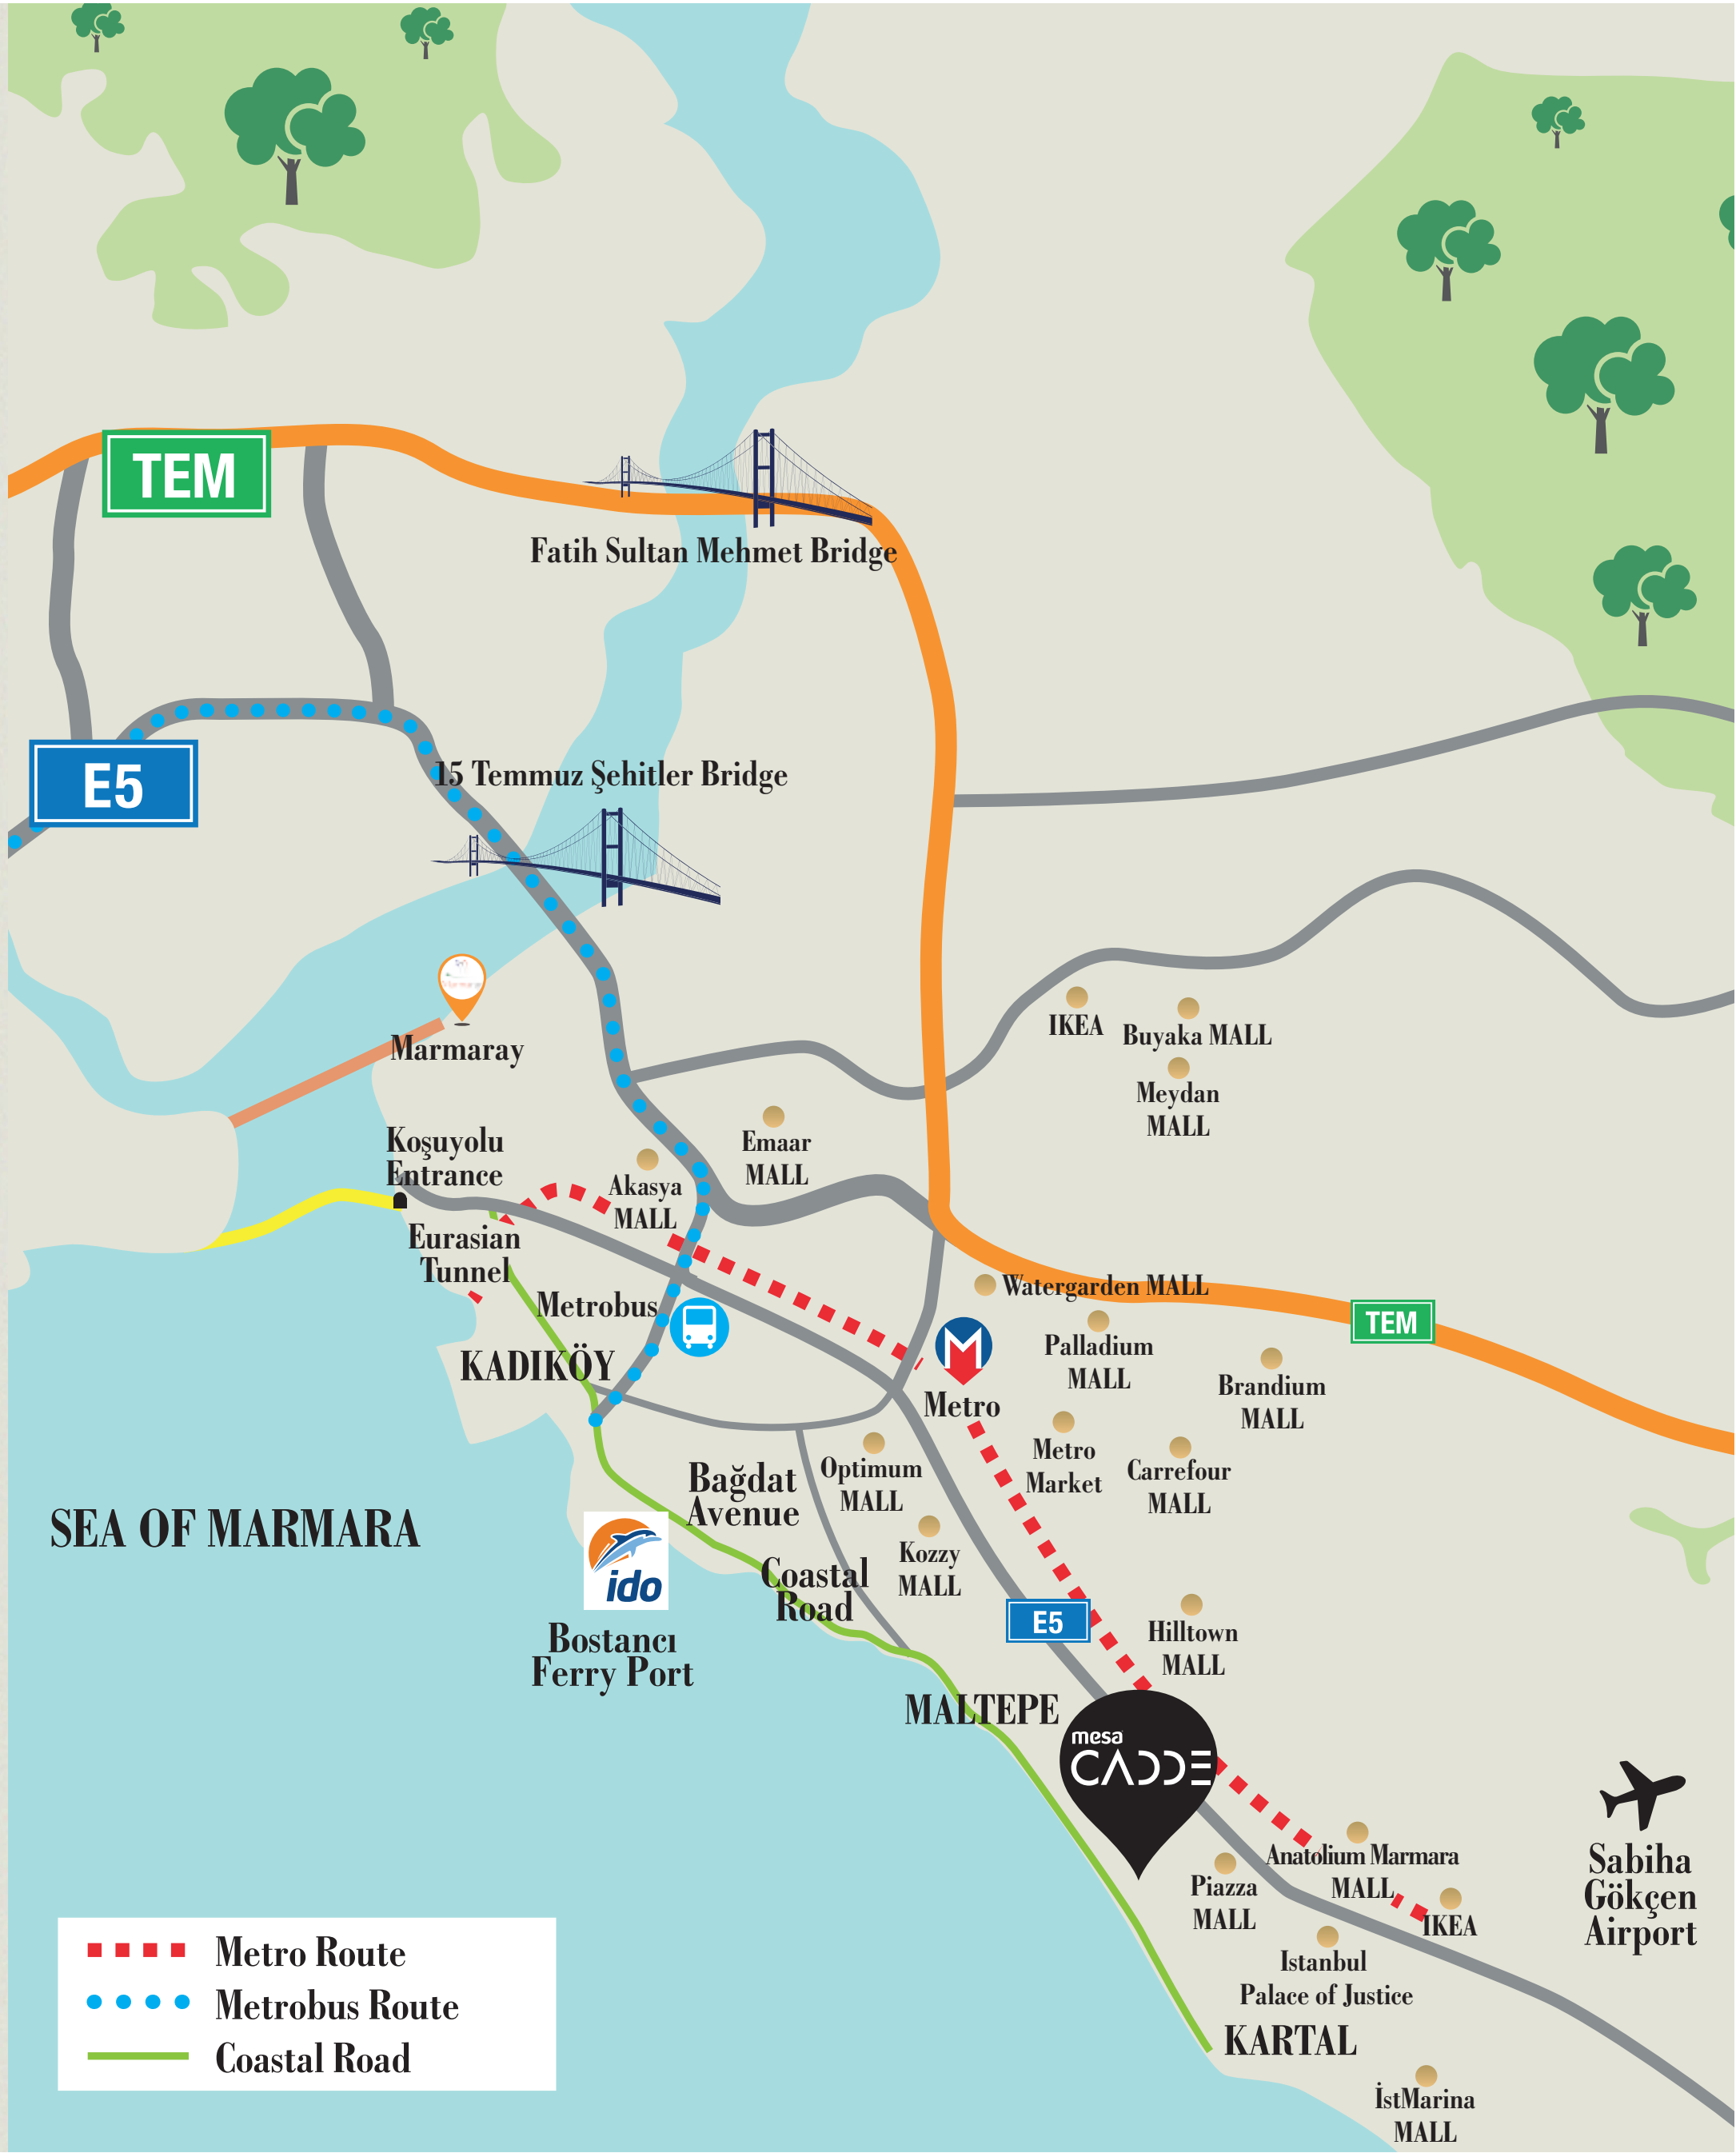 TEM
Fatih Sultan Mehmet Bridge
E5
15 Temmuz Şehitler Bridge
Marmaray
IKEA
Buyaka MALL
Meydan
MALL
Koşuyolu
Entrance
Emaar
MALL
Akasya
MALL
Eurasian
Tunnel
Metrobus
Watergarden MALL
TEM
Palladium
MALL
KADIKÖY
M
Metro
Brandium
MALL
Metro
Market
Carrefour
MALL
Optimum
MALL
Bağdat
Avenue
SEA OF MARMARA
Kozzy
MALL
Coastal
Road
ido
Bostancı
Ferry Port
E5
Hilltown
MALL
MALTEPE
mesa
CADDE
Anatolium Marmara
MALL
Piazza
MALL
IKEA
Sabiha
Gökçen
Airport
Istanbul
Palace of Justice
KARTAL
İstMarina
MALL
Metro Route
Metrobus Route
Coastal Road